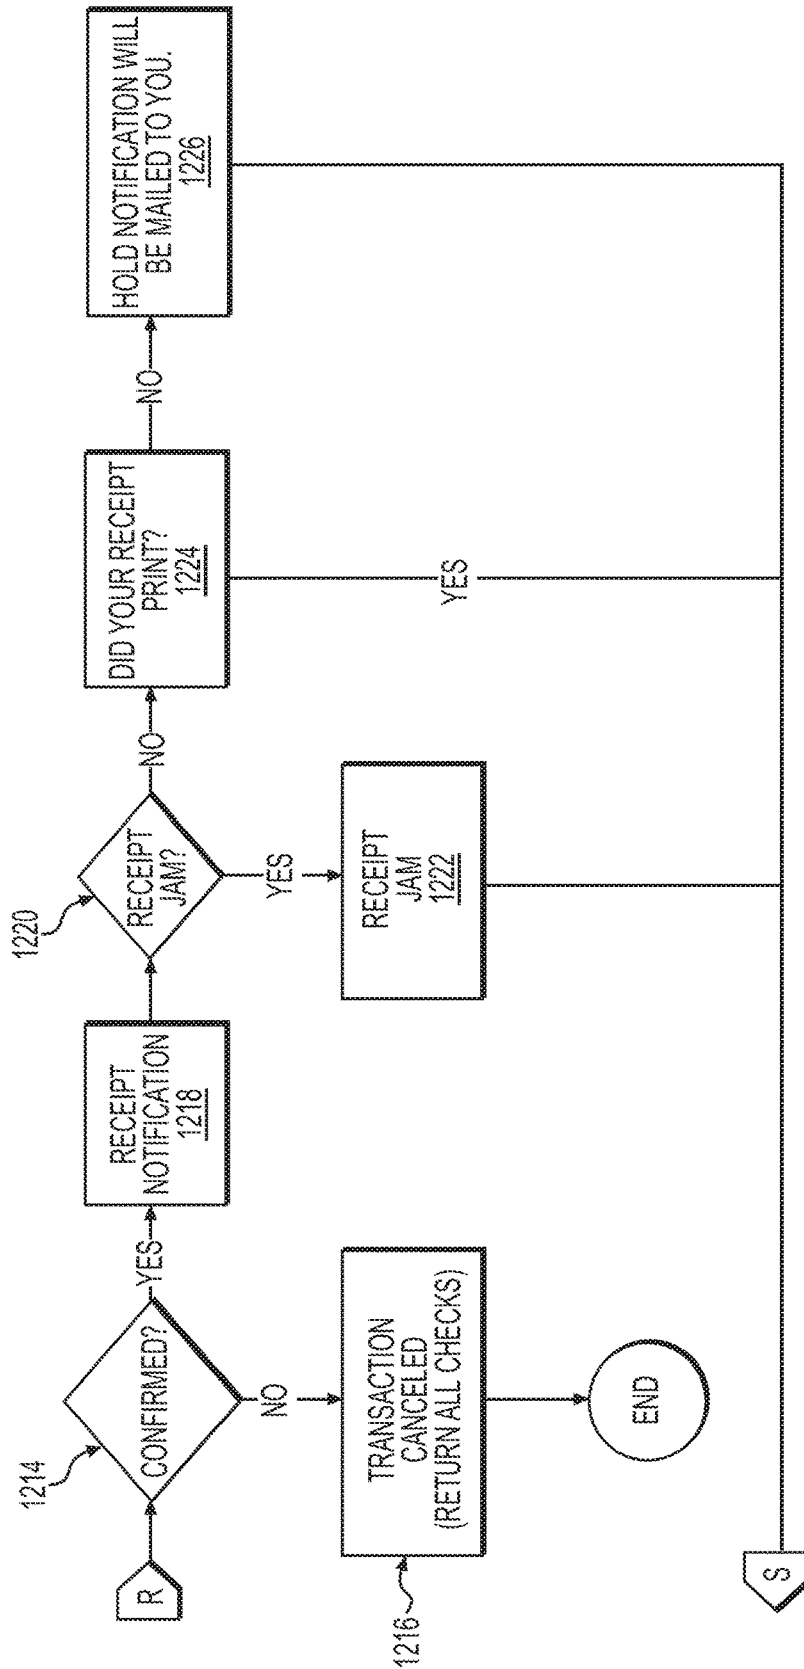 R
1214
CONFIRMED?
YES
NO
TRANSACTION
CANCELED
(RETURN ALL CHECKS)
1216
END
RECEIPT
NOTIFICATION
1218
1220
RECEIPT
JAM?
YES
RECEIPT
JAM
1222
NO
DID YOUR RECEIPT
PRINT?
1224
YES
NO
HOLD NOTIFICATION WILL
BE MAILED TO YOU.
1226
S